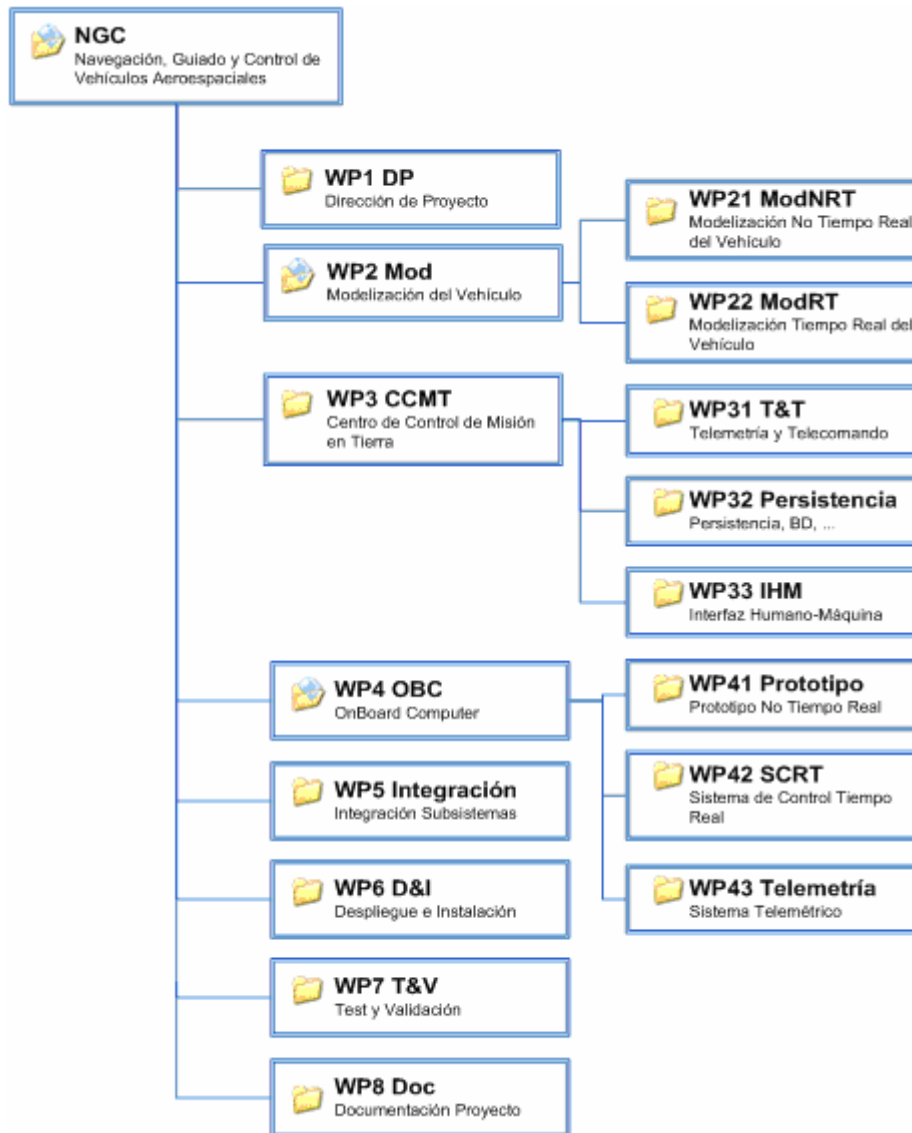 NGC
Navegación, Guiado y Control de
Vehículos Aeroespaciales
WP1 DP
Dirección de Proyecto
WP2 Mod
Modelización del Vehículo
WP21 ModNRT
Modelización No Tiempo Real
del Vehículo
WP22 ModRT
Modelización Tiempo Real del
Vehículo
WP3 CCMT
Centro de Control de Misión
en Tierra
WP31 T&T
Telemetría y Telecomando
WP32 Persistencia
Persistencia, BD, ...
WP33 IHM
Interfaz Humano-Máquina
WP4 OBC
OnBoard Computer
WP41 Prototipo
Prototipo No Tiempo Real
WP42 SCRT
Sistema de Control Tiempo
Real
WP43 Telemetría
Sistema Telemétrico
WP5 Integración
Integración Subsistemas
WP6 D&I
Despliegue e Instalación
WP7 T&V
Test y Validación
WP8 Doc
Documentación Proyecto